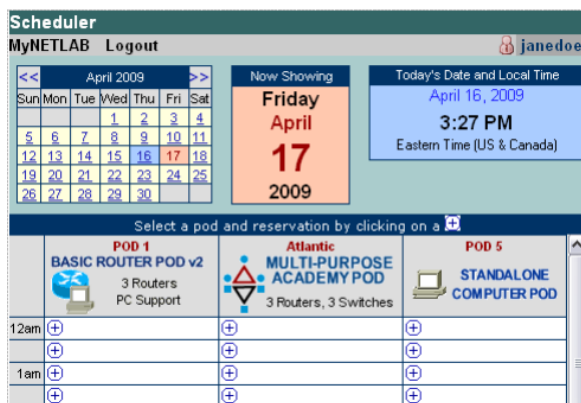 Scheduler
MyNETLAB Logout janedoe
<< April 2009 >>
Sun Mon Tue Wed Thu Fri Sat
1 2 3 4
5 6 7 8 9 10 11
12 13 14 15 16 17 18
19 20 21 22 23 24 25
26 27 28 29 30
Now Showing
Friday
April
17
2009
Today's Date and Local Time
April 16, 2009
3:27 PM
Eastern Time (US & Canada)
Select a pod and reservation by clicking on a
POD 1
BASIC ROUTER POD v2
3 Routers
PC Support
Atlantic
MULTI-PURPOSE
ACADEMY POD
3 Routers, 3 Switches
POD 5
STANDALONE
COMPUTER POD
12am
1am